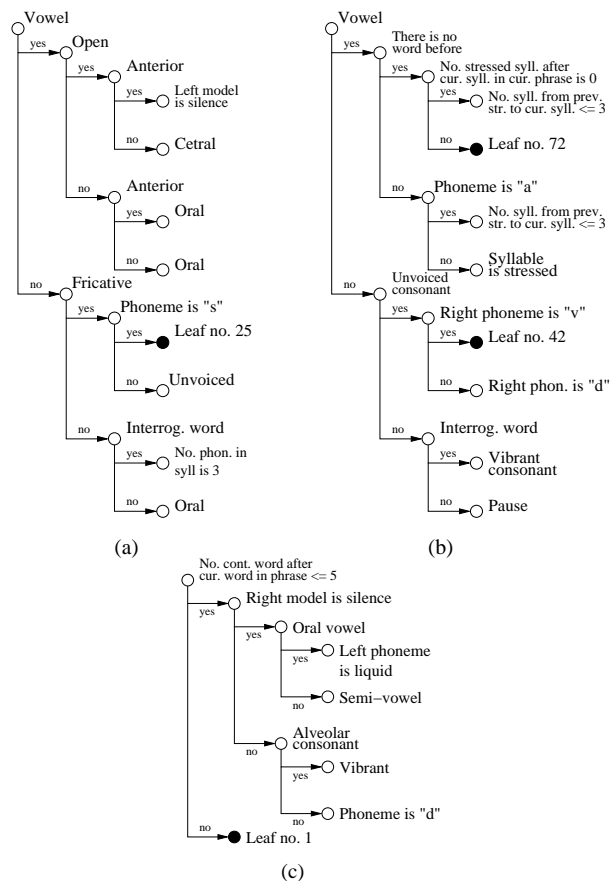 Vowel
yes
Open
yes
Anterior
yes
Left model
is silence
no
Cetral
no
Anterior
yes
Oral
no
Oral
no
Fricative
yes
Phoneme is "s"
yes
Leaf no. 25
no
Unvoiced
no
Interrog. word
yes
No. phon. in
syll is 3
no
Oral
(a)
Vowel
yes
There is no
word before
yes
No. stressed syll. after
cur. syll. in cur. phrase is 0
yes
No. syll. from prev.
str. to cur. syll. <= 3
no
Leaf no. 72
no
Phoneme is "a"
yes
No. syll. from prev.
str. to cur. syll. <= 3
no
Syllable
is stressed
no
Unvoiced
consonant
yes
Right phoneme is "v"
yes
Leaf no. 42
no
Right phon. is "d"
no
Interrog. word
yes
Vibrant
consonant
no
Pause
(b)
No. cont. word after
cur. word in phrase <= 5
yes
Right model is silence
yes
Oral vowel
yes
Left phoneme
is liquid
no
Semi-vowel
no
Alveolar
consonant
yes
Vibrant
no
Phoneme is "d"
no
Leaf no. 1
(c)